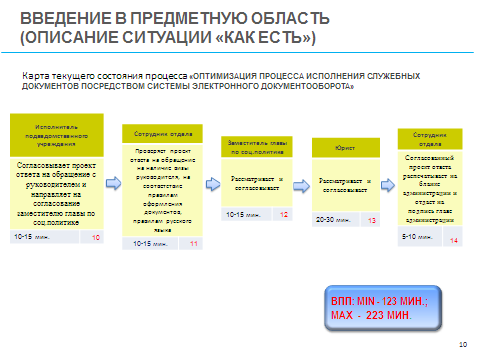 ВВЕДЕНИЕ В ПРЕДМЕТНУЮ ОБЛАСТЬ
(ОПИСАНИЕ СИТУАЦИИ «КАК ЕСТЬ»)
Карта текущего состояния процесса «ОПТИМИЗАЦИЯ ПРОЦЕССА ИСПОЛНЕНИЯ СЛУЖЕБНЫХ
ДОКУМЕНТОВ ПОСРЕДСТВОМ СИСТЕМЫ ЭЛЕКТРОННОГО ДОКУМЕНТООБОРОТА»
Исполнитель
подведомственного
учреждения
Согласовывает проект
ответа на обращение с
руководителем и
направляет на
согласование
заместителю главы по
соц.политике
10-15 мин. 10
Сотрудник отдела
Проверяет проект
ответа на обращение
на наличие визы
руководителя, на
соответствие
правилам
оформления
документов,
правилам русского
языка
10-15 мин. 11
Заместитель главы
по соц.политике
Рассматривает и
согласовывает
10-15 мин. 12
Юрист
Рассматривает и
согласовывает
20-30 мин. 13
Сотрудник
отдела
Согласованный
проект ответа
распечатывает на
бланке
администрации и
отдает на
подпись главе
администрации
5-10 мин. 14
ВПП: MIN - 123 МИН.;
MAX - 223 МИН.
10